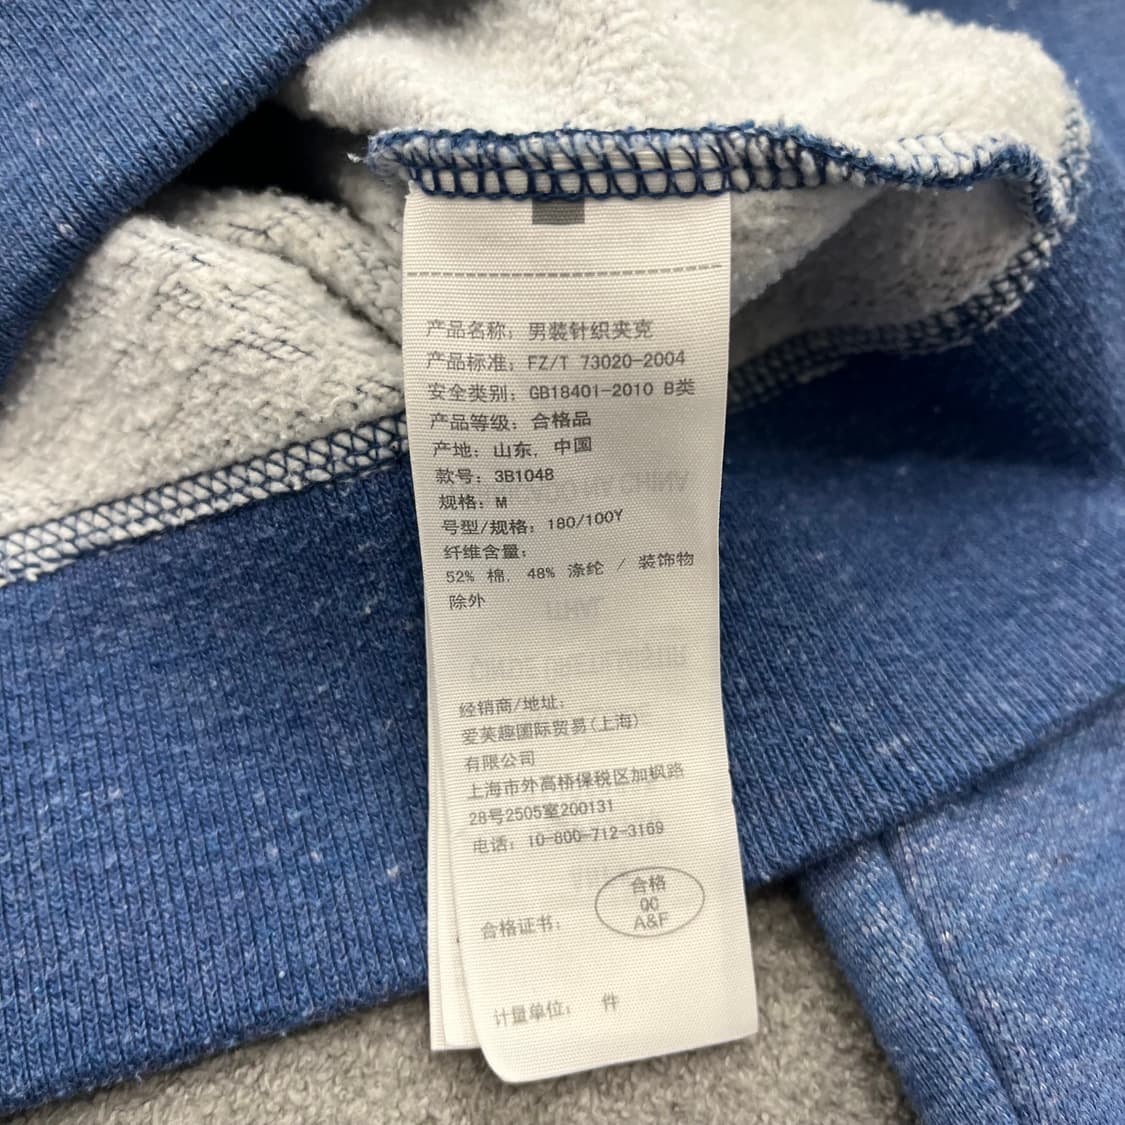 产品名称: 男装针织夹克
产品标准: FZ/T 73020-2004
安全类别: GB18401-2010 B类
产品等级: 合格品
产地: 山东, 中国
款号: 3B1048
规格: M
号型/规格: 180/100Y
纤维含量:
52% 棉, 48% 涤纶 / 装饰物
除外
经销商/地址:
爱芙趣国际贸易(上海)
有限公司
上海市外高桥保税区加枫路
28号2505室200131
电话: 10-800-712-3169
合格
QC
A&F
合格证书:
计量单位: 件